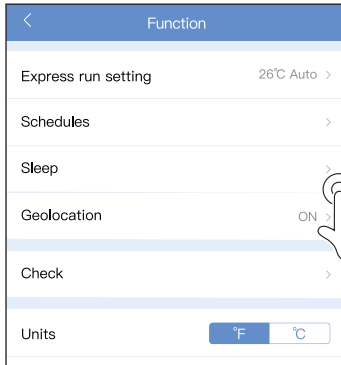 Function
Express run setting 26℃ Auto
Schedules
Sleep
Geolocation ON
Check
Units °F ℃